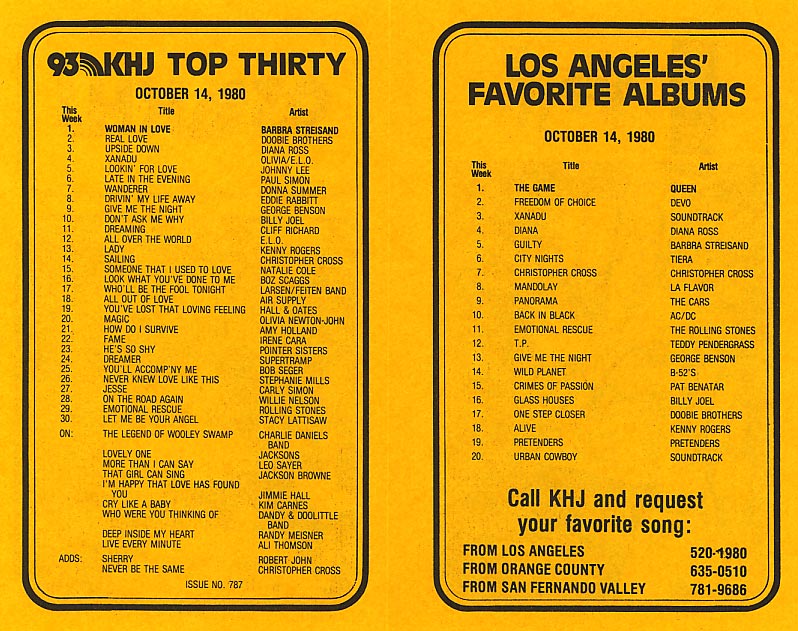 93 KHJ TOP THIRTY
OCTOBER 14, 1980
This Week Title Artist
1. WOMAN IN LOVE BARBRA STREISAND
2. REAL LOVE DOOBIE BROTHERS
3. UPSIDE DOWN DIANA ROSS
4. XANADU OLIVIA/E.L.O.
5. LOOKIN' FOR LOVE JOHNNY LEE
6. LATE IN THE EVENING PAUL SIMON
7. WANDERER DONNA SUMMER
8. DRIVIN' MY LIFE AWAY EDDIE RABBITT
9. GIVE ME THE NIGHT GEORGE BENSON
10. DON'T ASK ME WHY BILLY JOEL
11. DREAMING CLIFF RICHARD
12. ALL OVER THE WORLD E.L.O.
13. LADY KENNY ROGERS
14. SAILING CHRISTOPHER CROSS
15. SOMEONE THAT I USED TO LOVE NATALIE COLE
16. LOOK WHAT YOU'VE DONE TO ME BOZ SCAGGS
17. WHO'LL BE THE FOOL TONIGHT LARSEN/FEITEN BAND
18. ALL OUT OF LOVE AIR SUPPLY
19. YOU'VE LOST THAT LOVING FEELING HALL & OATES
20. MAGIC OLIVIA NEWTON-JOHN
21. HOW DO I SURVIVE AMY HOLLAND
22. FAME IRENE CARA
23. HE'S SO SHY POINTER SISTERS
24. DREAMER SUPERTRAMP
25. YOU'LL ACCOMP'NY ME BOB SEGER
26. NEVER KNEW LOVE LIKE THIS STEPHANIE MILLS
27. JESSE CARLY SIMON
28. ON THE ROAD AGAIN WILLIE NELSON
29. EMOTIONAL RESCUE ROLLING STONES
30. LET ME BE YOUR ANGEL STACY LATTISAW
ON: THE LEGEND OF WOOLEY SWAMP CHARLIE DANIELS
BAND
LOVELY ONE JACKSONS
MORE THAN I CAN SAY LEO SAYER
THAT GIRL CAN SING JACKSON BROWNE
I'M HAPPY THAT LOVE HAS FOUND
YOU JIMMIE HALL
CRY LIKE A BABY KIM CARNES
WHO WERE YOU THINKING OF DANDY & DOOLITTLE
BAND
DEEP INSIDE MY HEART RANDY MEISNER
LIVE EVERY MINUTE ALI THOMSON
ADDS: SHERRY ROBERT JOHN
NEVER BE THE SAME CHRISTOPHER CROSS
ISSUE NO. 787
LOS ANGELES'
FAVORITE ALBUMS
OCTOBER 14, 1980
This Week Title Artist
1. THE GAME QUEEN
2. FREEDOM OF CHOICE DEVO
3. XANADU SOUNDTRACK
4. DIANA DIANA ROSS
5. GUILTY BARBRA STREISAND
6. CITY NIGHTS TIERA
7. CHRISTOPHER CROSS CHRISTOPHER CROSS
8. MANDOLAY LA FLAVOR
9. PANORAMA THE CARS
10. BACK IN BLACK AC/DC
11. EMOTIONAL RESCUE THE ROLLING STONES
12. T.P. TEDDY PENDERGRASS
13. GIVE ME THE NIGHT GEORGE BENSON
14. WILD PLANET B-52'S
15. CRIMES OF PASSION PAT BENATAR
16. GLASS HOUSES BILLY JOEL
17. ONE STEP CLOSER DOOBIE BROTHERS
18. ALIVE KENNY ROGERS
19. PRETENDERS PRETENDERS
20. URBAN COWBOY SOUNDTRACK
Call KHJ and request
your favorite song:
FROM LOS ANGELES 520-1980
FROM ORANGE COUNTY 635-0510
FROM SAN FERNANDO VALLEY 781-9686